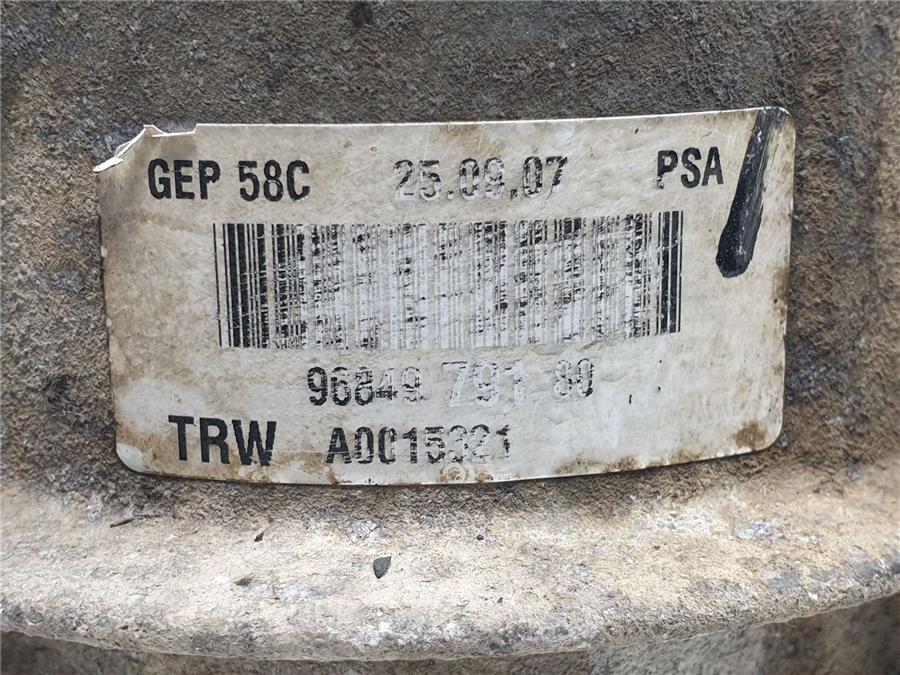 GEP 58C 25.09.07 PSA
96849 791 80
TRW A0015321